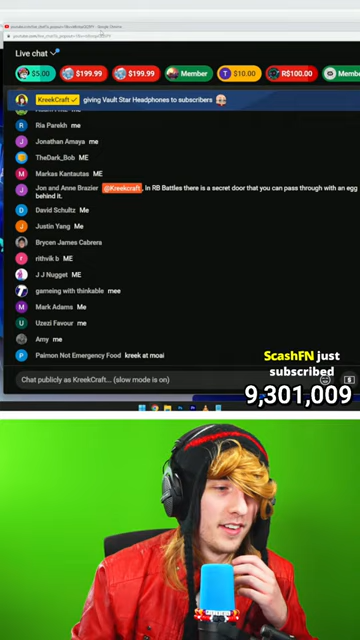 Live chat
$5.00
$199.99
$199.99
Member
$10.00
R$100.00
Me
KreekCraft giving Vault Star Headphones to subscribers
Ria Parekh me
Jonathan Amaya me
TheDark_Bob ME
Markas Kantautas ME
Jon and Anne Brazier @Kreekcraft, In RB Battles there is a secret door that you can pass through with an egg
behind it.
David Schultz Me
Justin Yang Me
Brycen James Cabrera
rithvik b ME
J J Nugget ME
gameing with thinkable mee
Mark Adams Me
Uzezi Favour me
Amy me
Paimon Not Emergency Food kreek at moai
Chat publicly as KreekCraft... (slow mode is on)
ScashFN just
subscribed
9,301,009